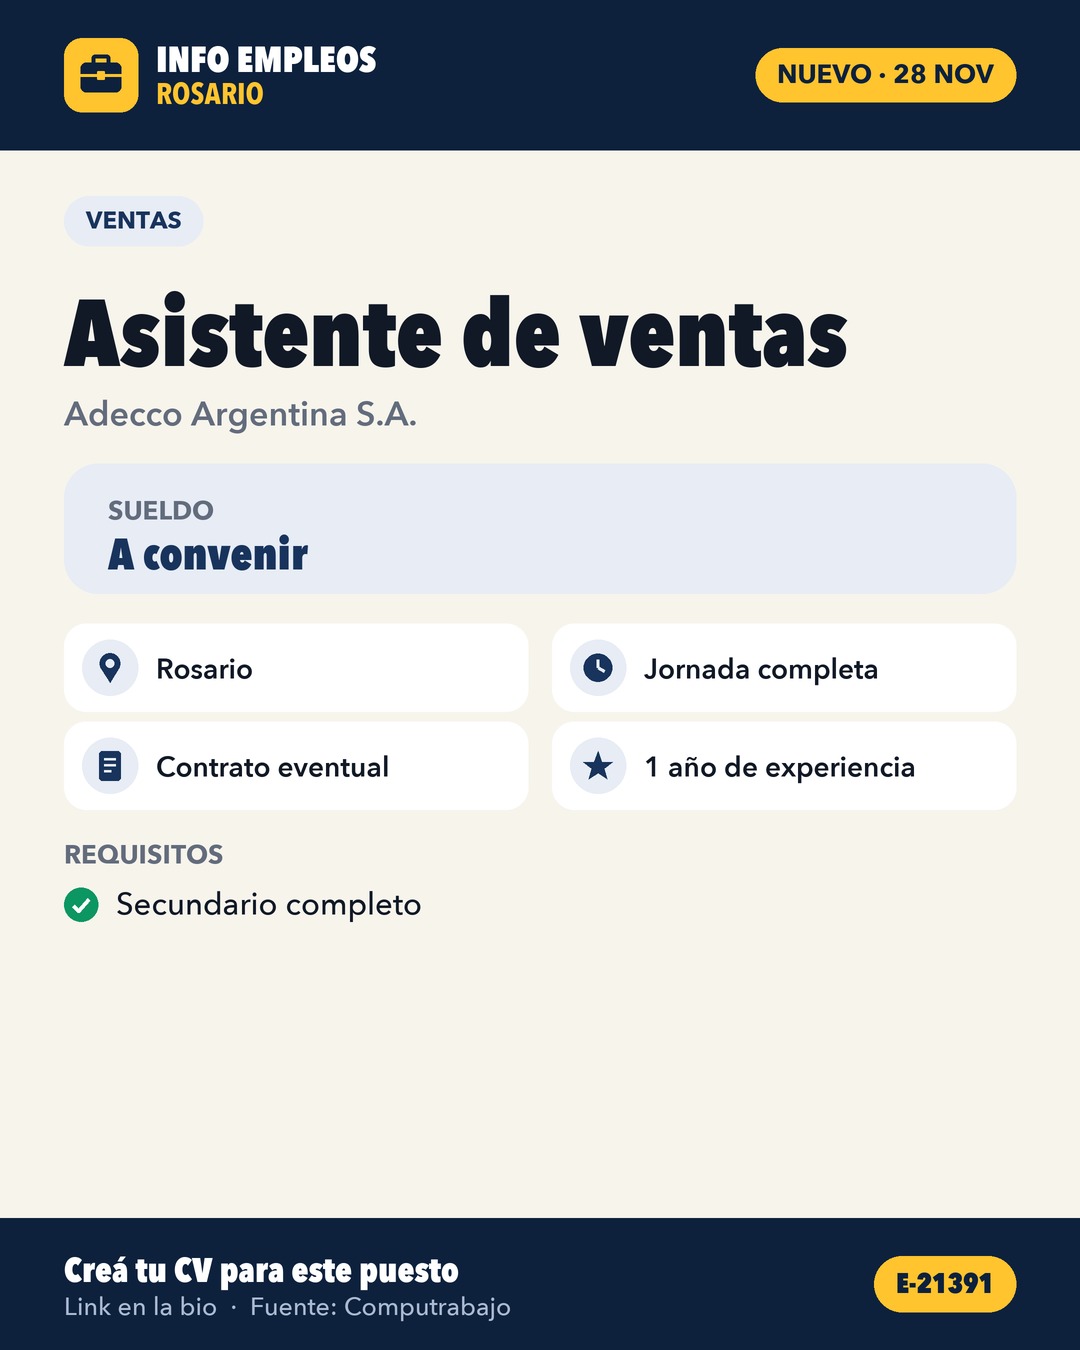 INFO EMPLEOS
ROSARIO
NUEVO · 28 NOV
VENTAS
Asistente de ventas
Adecco Argentina S.A.
SUELDO
A convenir
Rosario
Jornada completa
Contrato eventual
1 año de experiencia
REQUISITOS
Secundario completo
Creá tu CV para este puesto
Link en la bio · Fuente: Computrabajo
E-21391